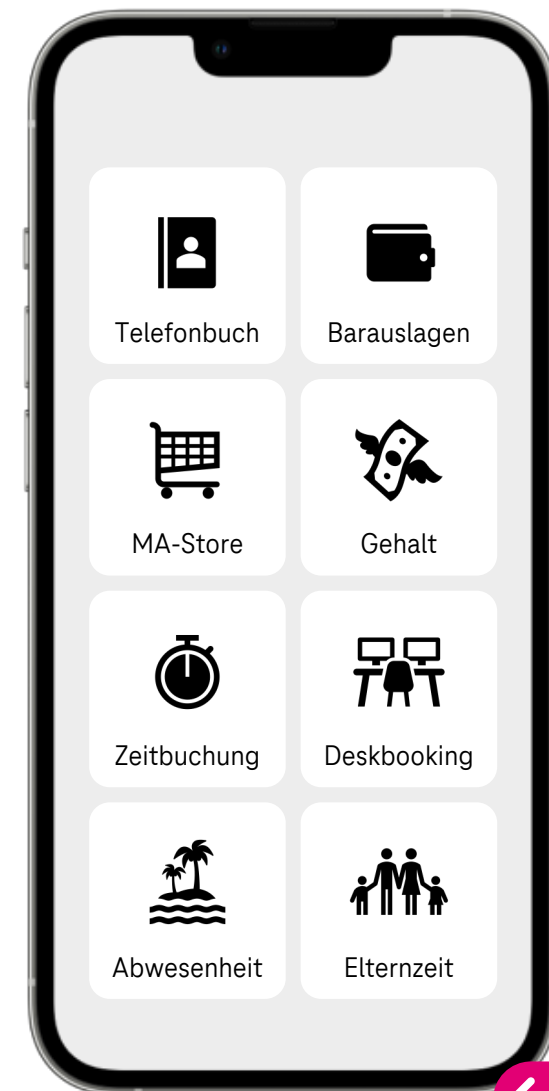 Telefonbuch
Barauslagen
MA-Store
Gehalt
Zeitbuchung
Deskbooking
Abwesenheit
Elternzeit